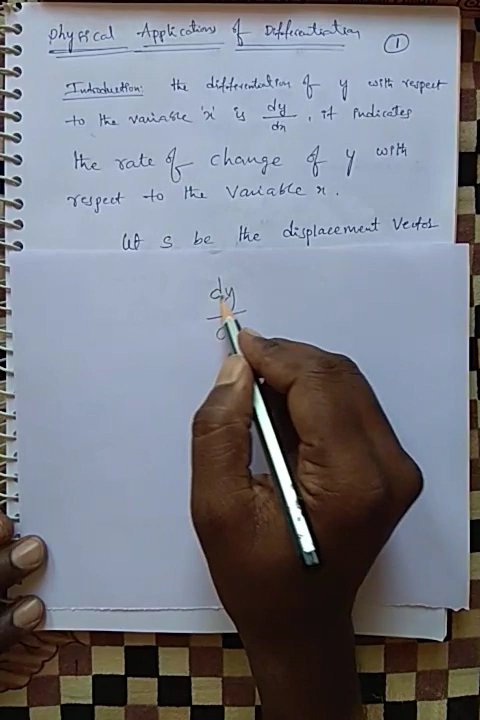 Physical Applications of Differentiation ①
Introduction: the differentiation of y with respect
to the variable 'x' is dy/dx, it indicates
the rate of change of y with
respect to the variable x.
let s be the displacement vector
dy